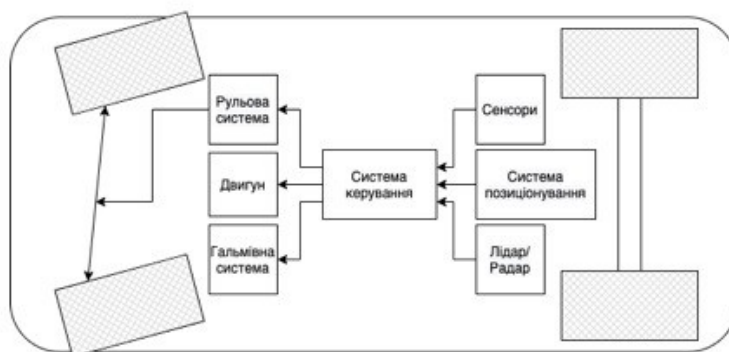 Рульова
система
Сенсори
Двигун
Система
керування
Система
позиціонування
Гальмівна
система
Лідар/
Радар